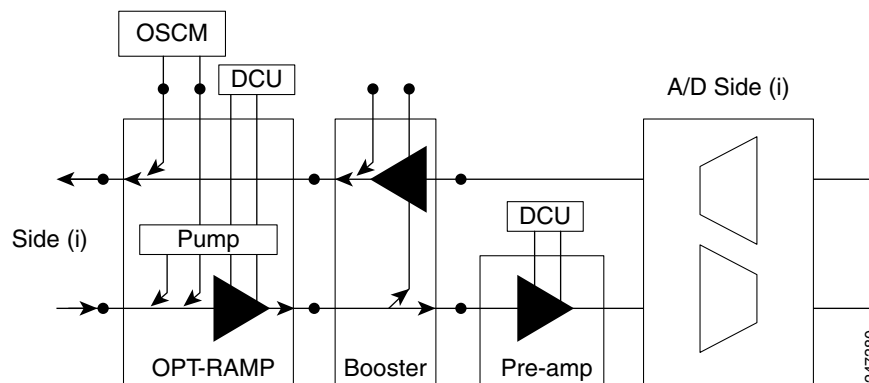 OSCM
DCU
A/D Side (i)
DCU
Side (i)
Pump
OPT-RAMP
Booster
Pre-amp